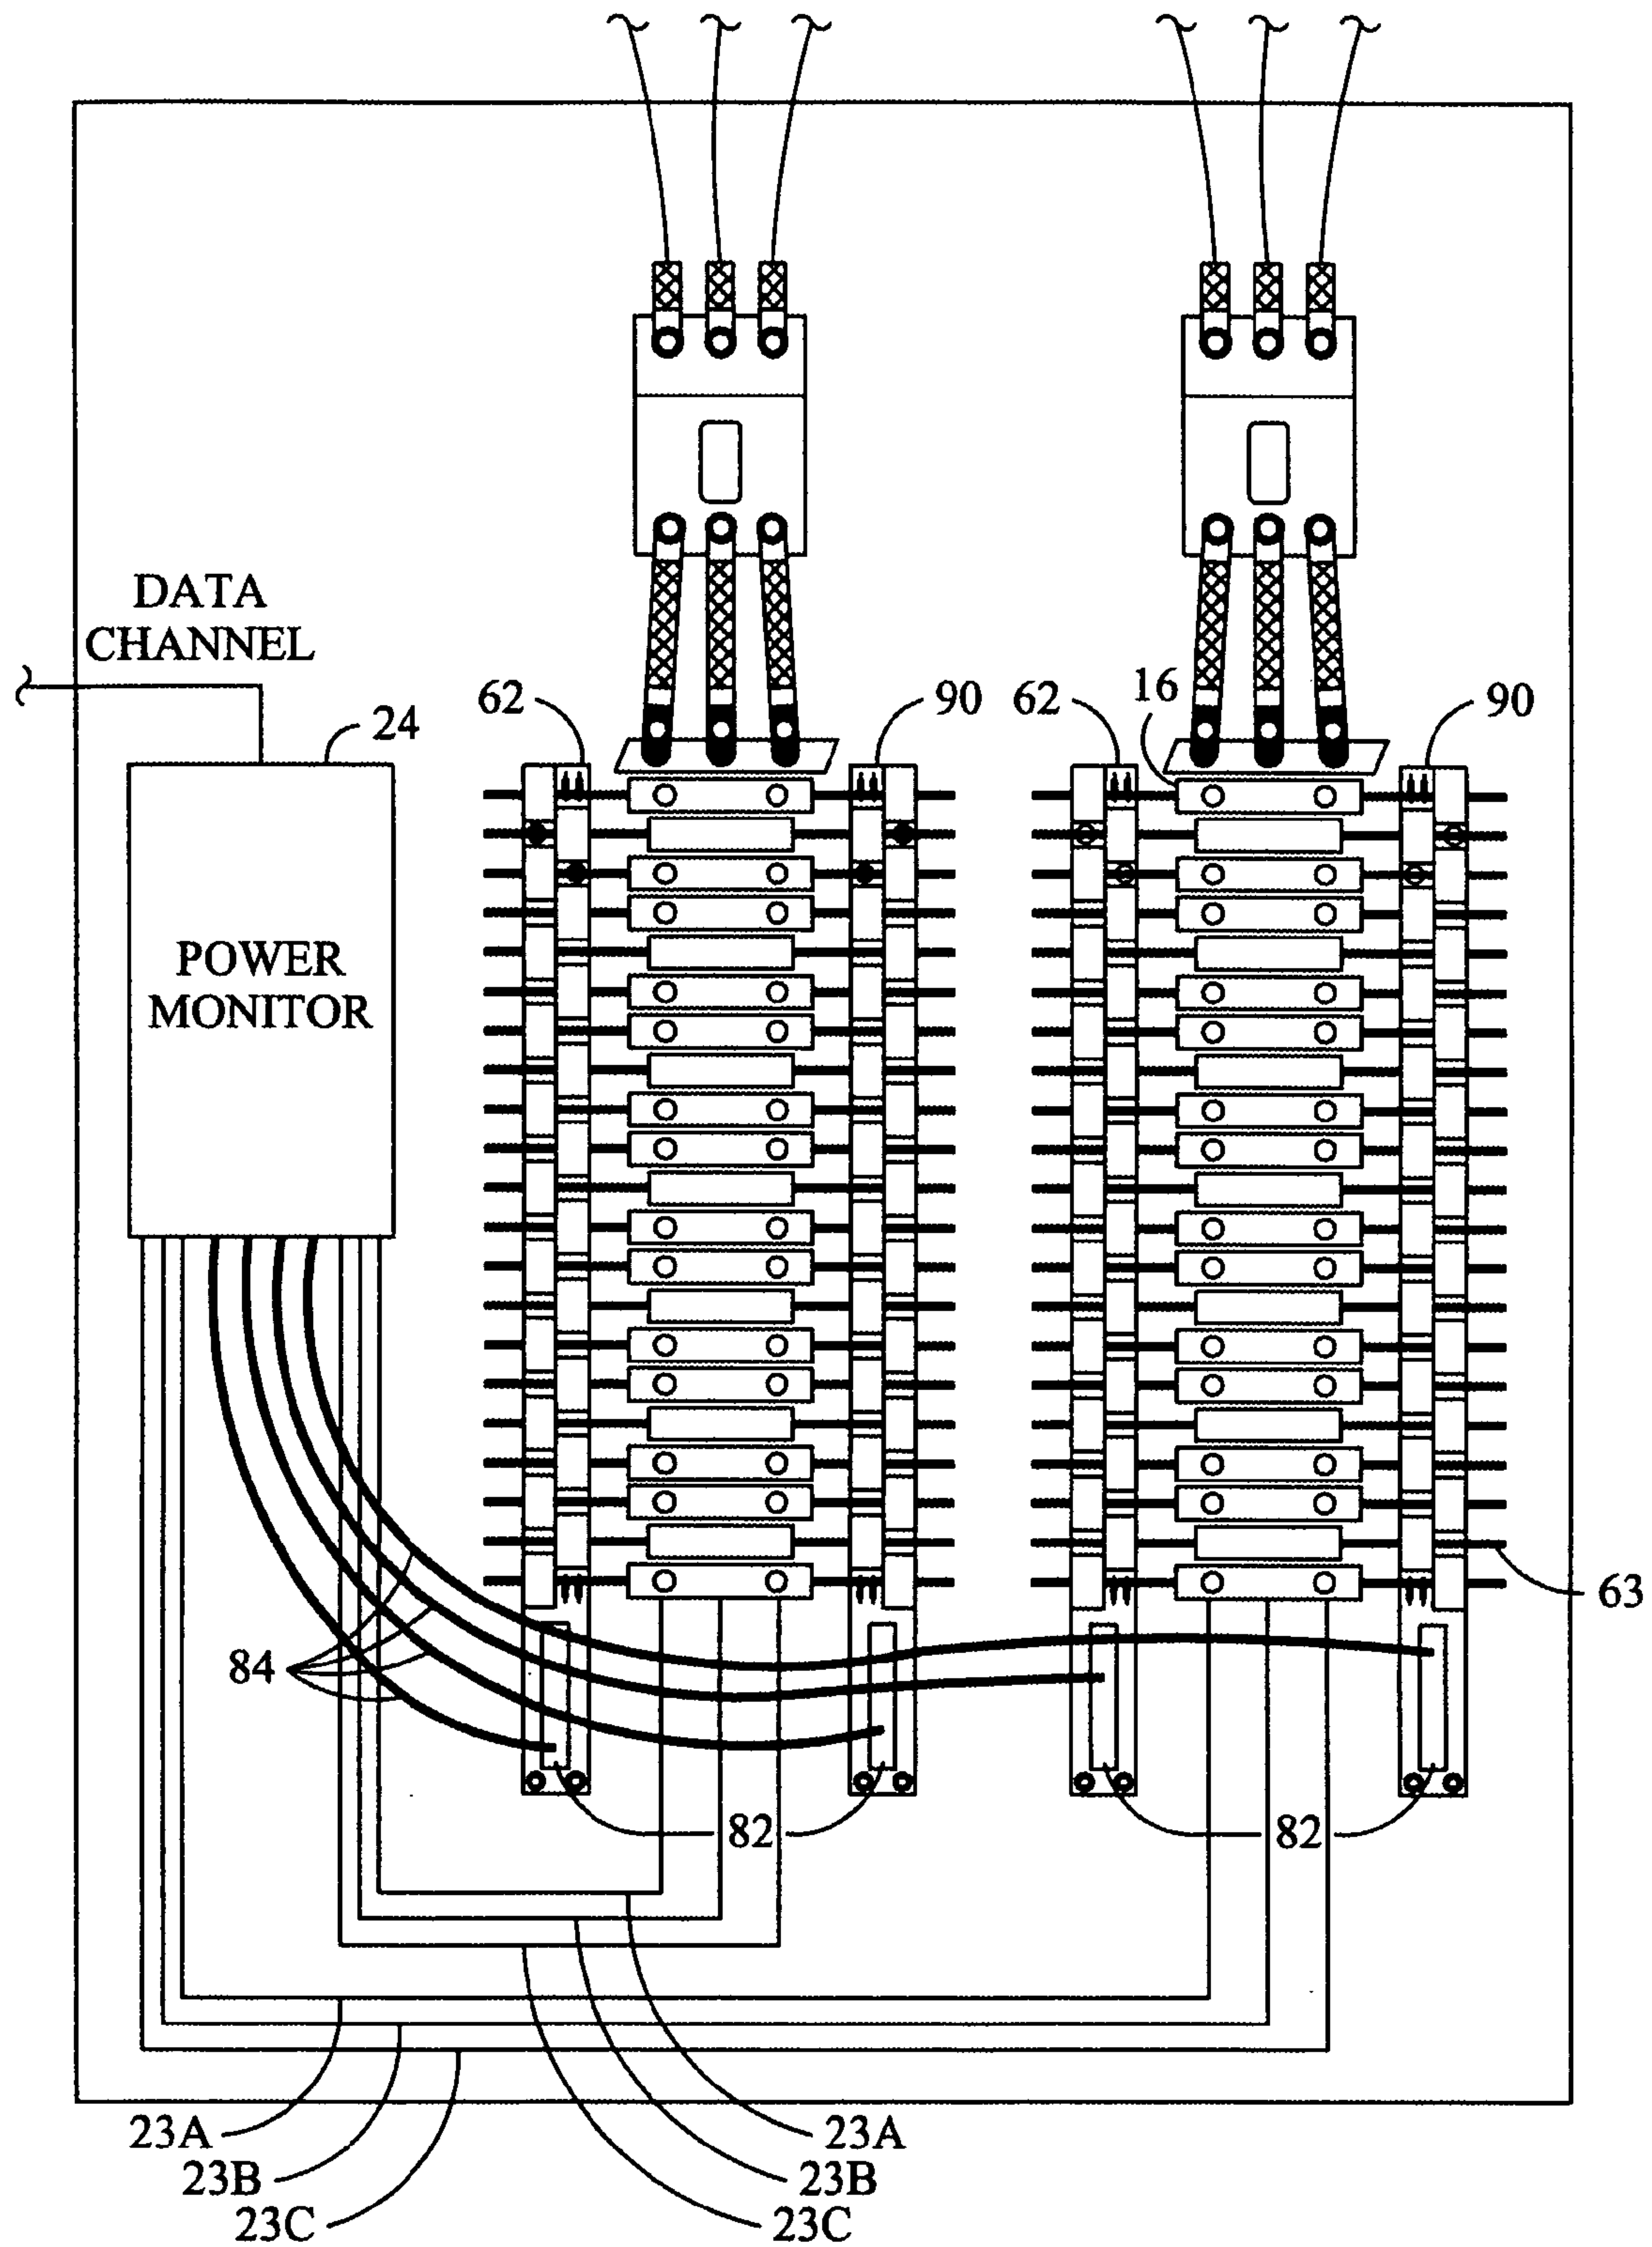 DATA
CHANNEL
24
62
90
62
16
90
POWER
MONITOR
63
84
82
82
23A
23A
23B
23B
23C
23C